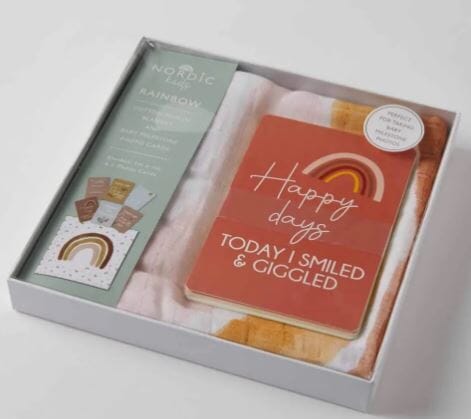 NORDIC
kids
RAINBOW
COTTON MUSLIN
BLANKET
AND
BABY MILESTONE
PHOTO CARDS
PERFECT
FOR TAKING
BABY
MILESTONE
PHOTOS
Happy
days
TODAY I SMILED
& GIGGLED